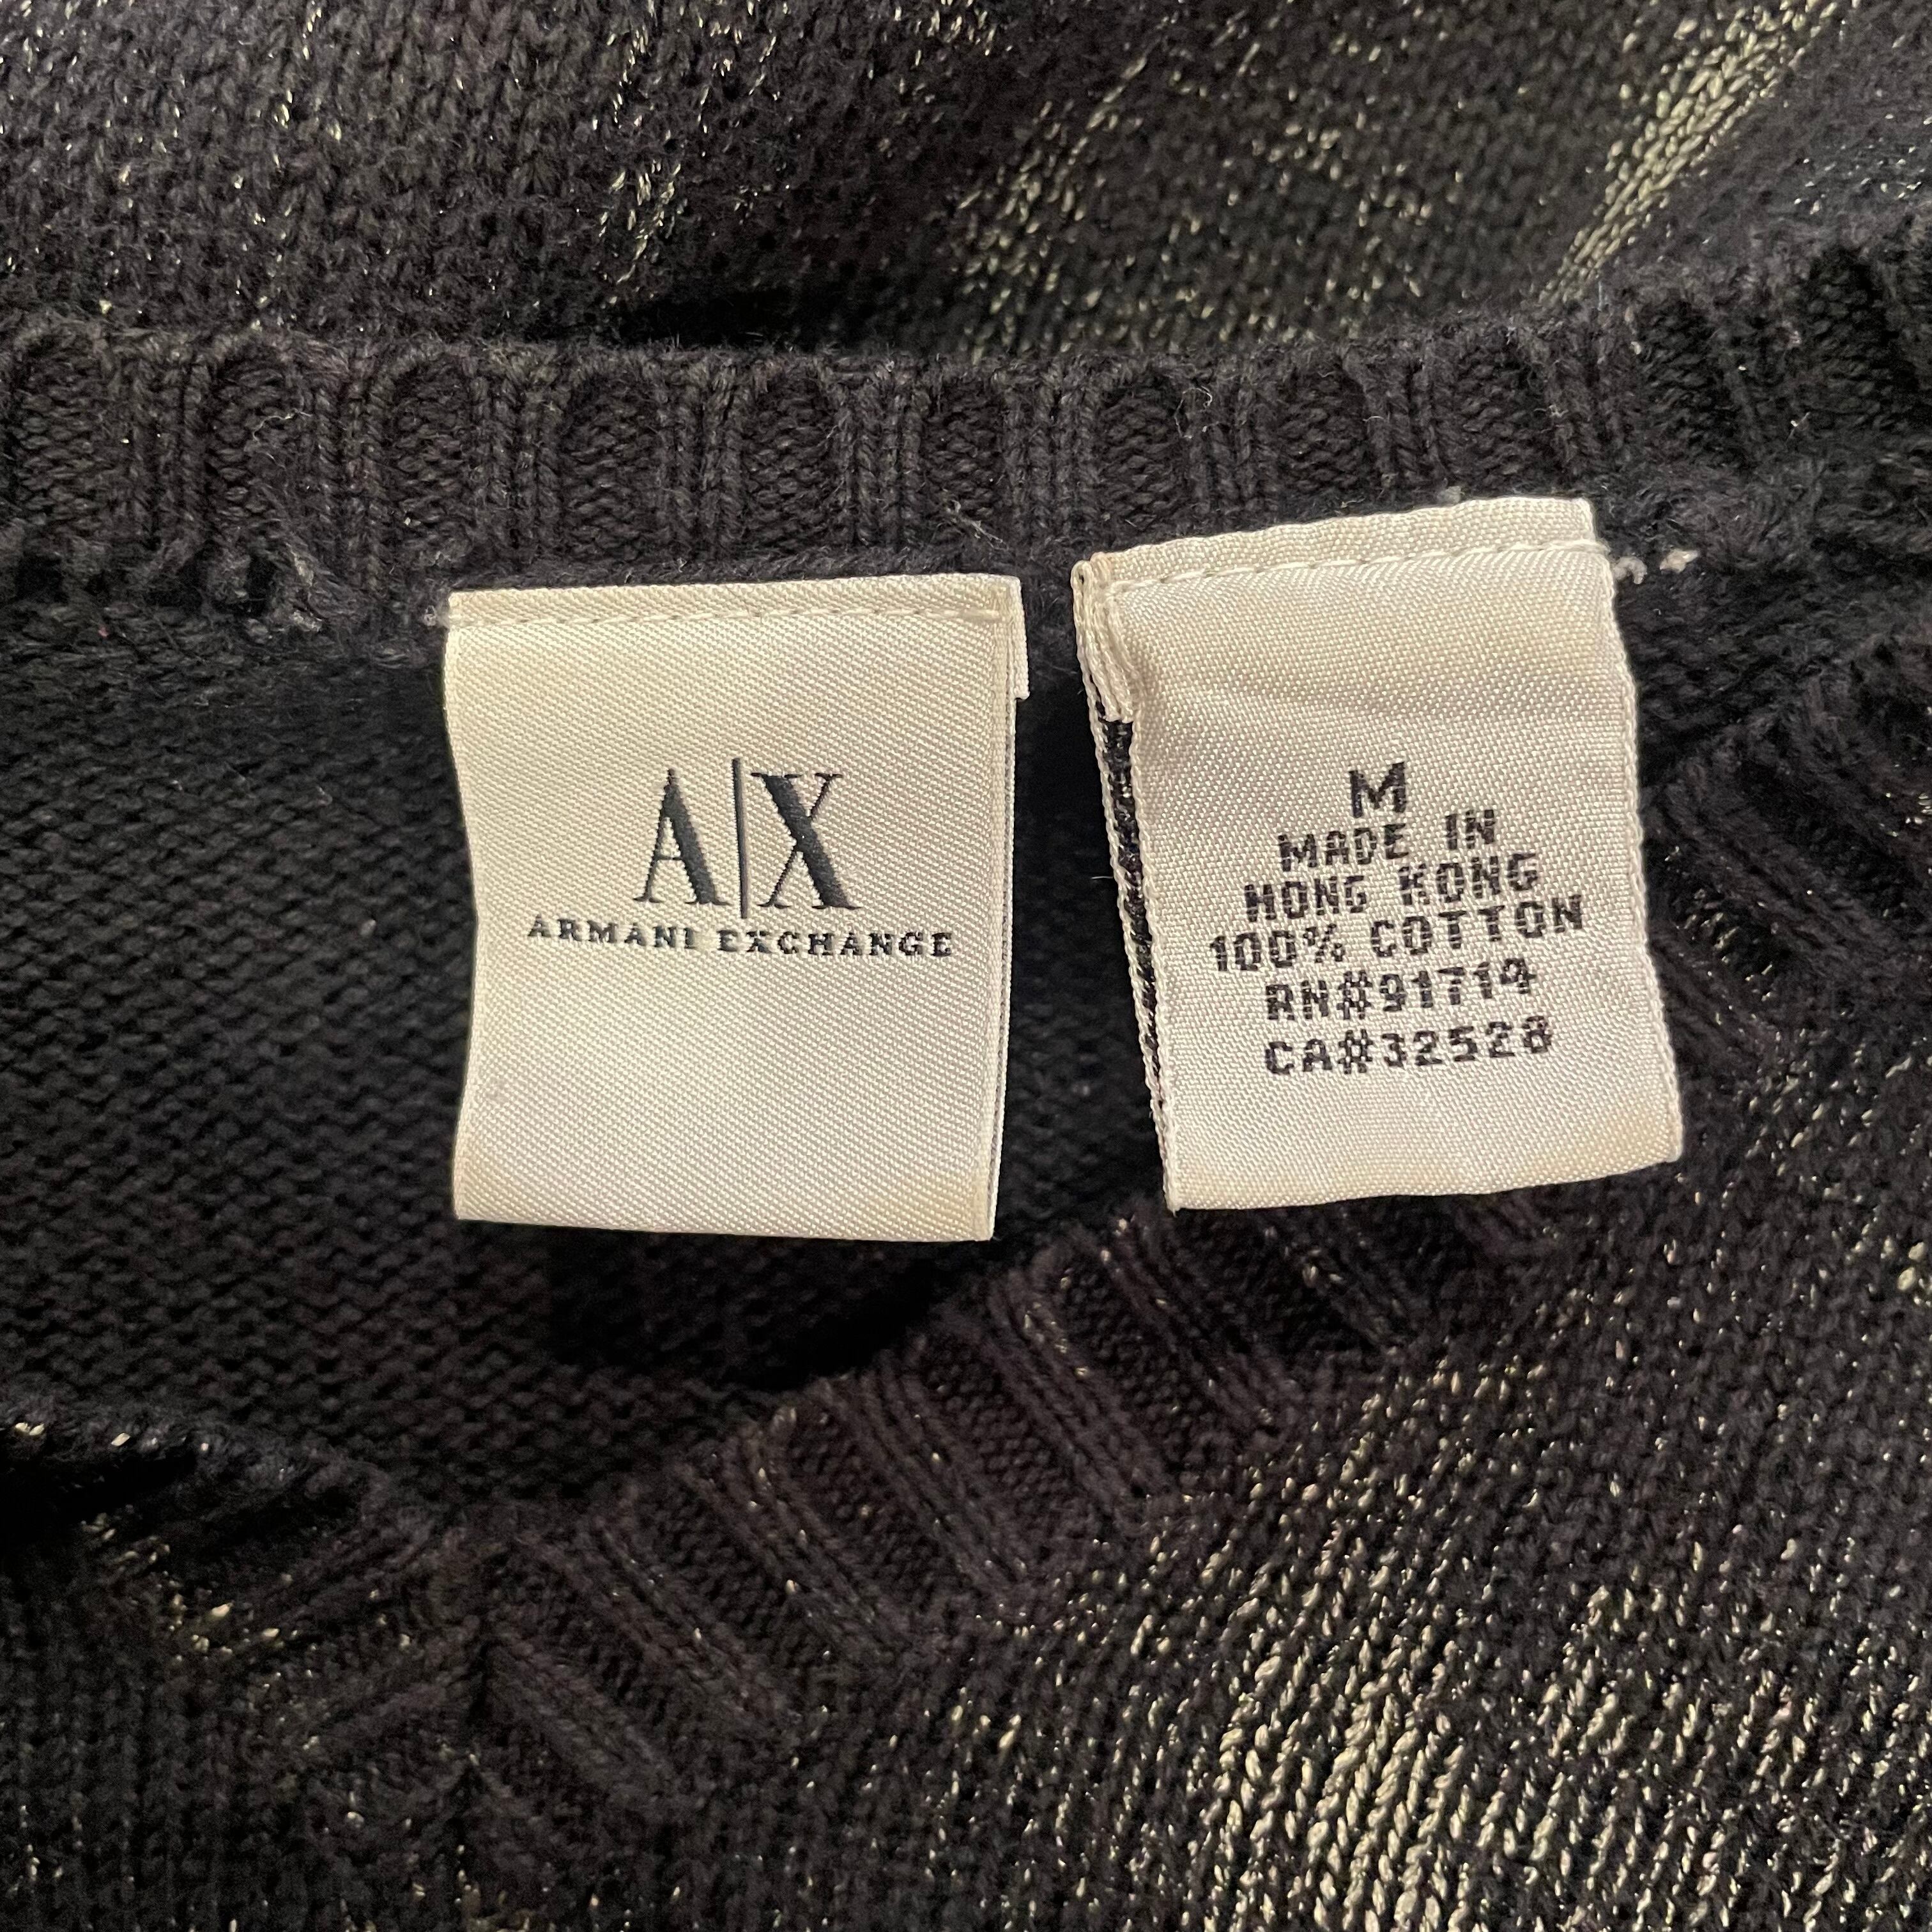 A|X
ARMANI EXCHANGE
M
MADE IN
HONG KONG
100% COTTON
RN#91714
CA#32528